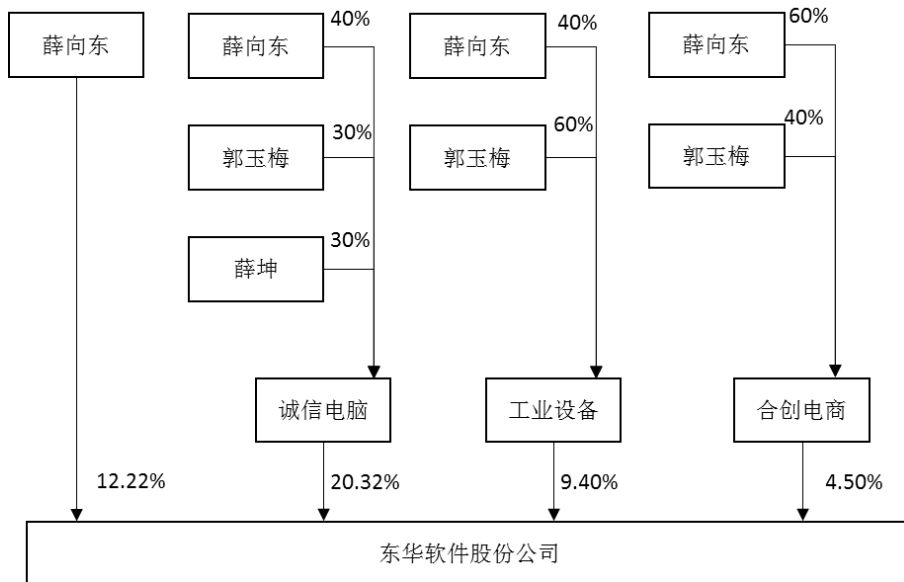 40%
60%
薛向东
薛向东
40%
薛向东
薛向东
30%
60%
40%
郭玉梅
郭玉梅
郭玉梅
30%
薛坤
诚信电脑
工业设备
合创电商
12.22%
20.32%
9.40%
4.50%
东华软件股份公司